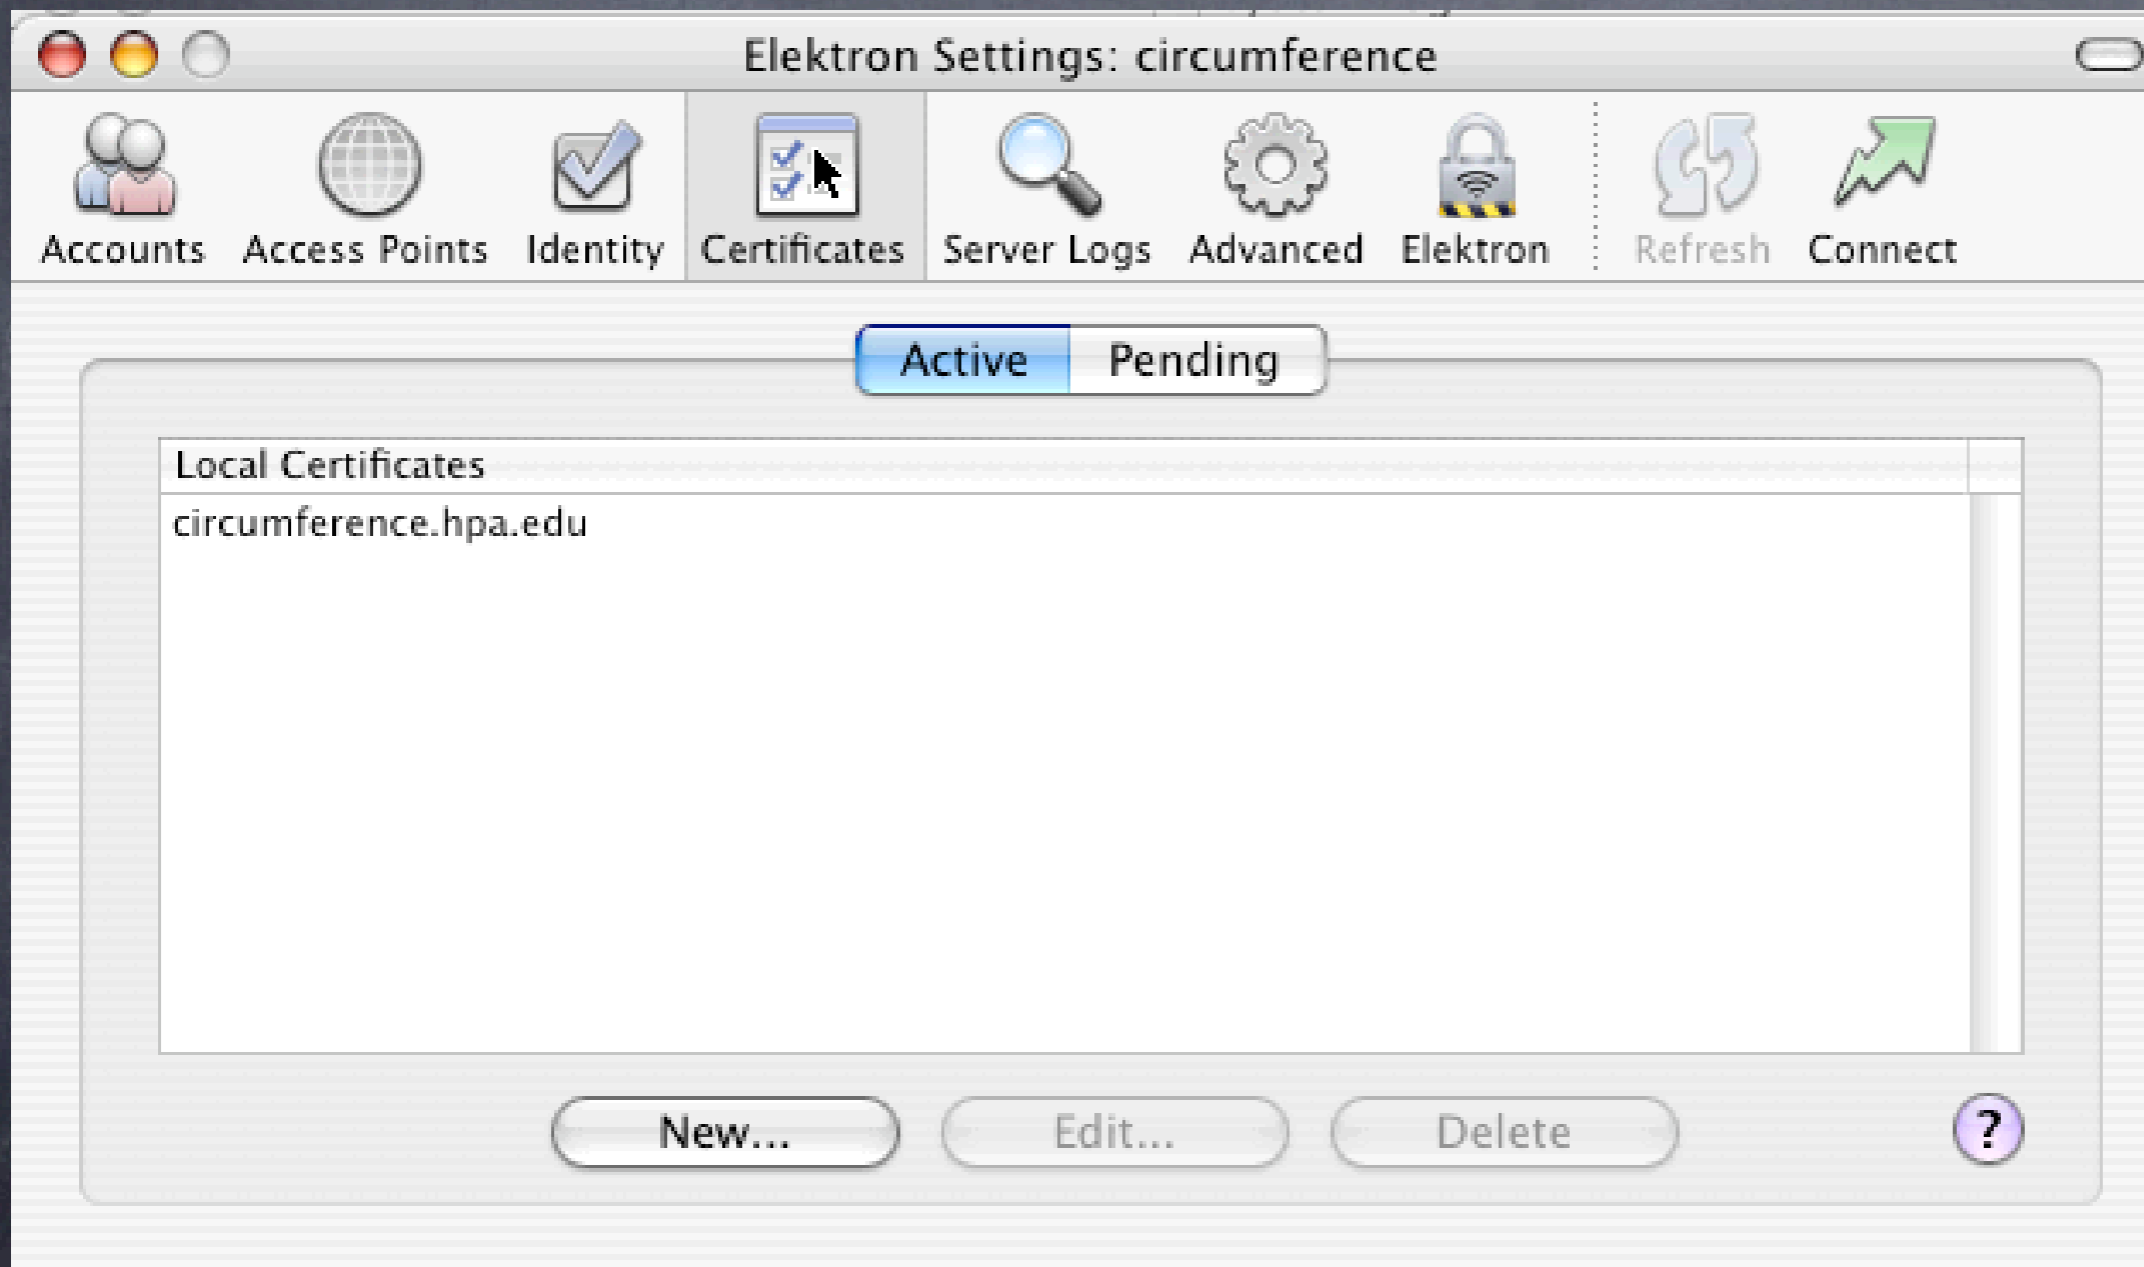 Elektron Settings: circumference
Accounts Access Points Identity Certificates Server Logs Advanced Elektron Refresh Connect
Active Pending
Local Certificates
circumference.hpa.edu
New... Edit... Delete ?